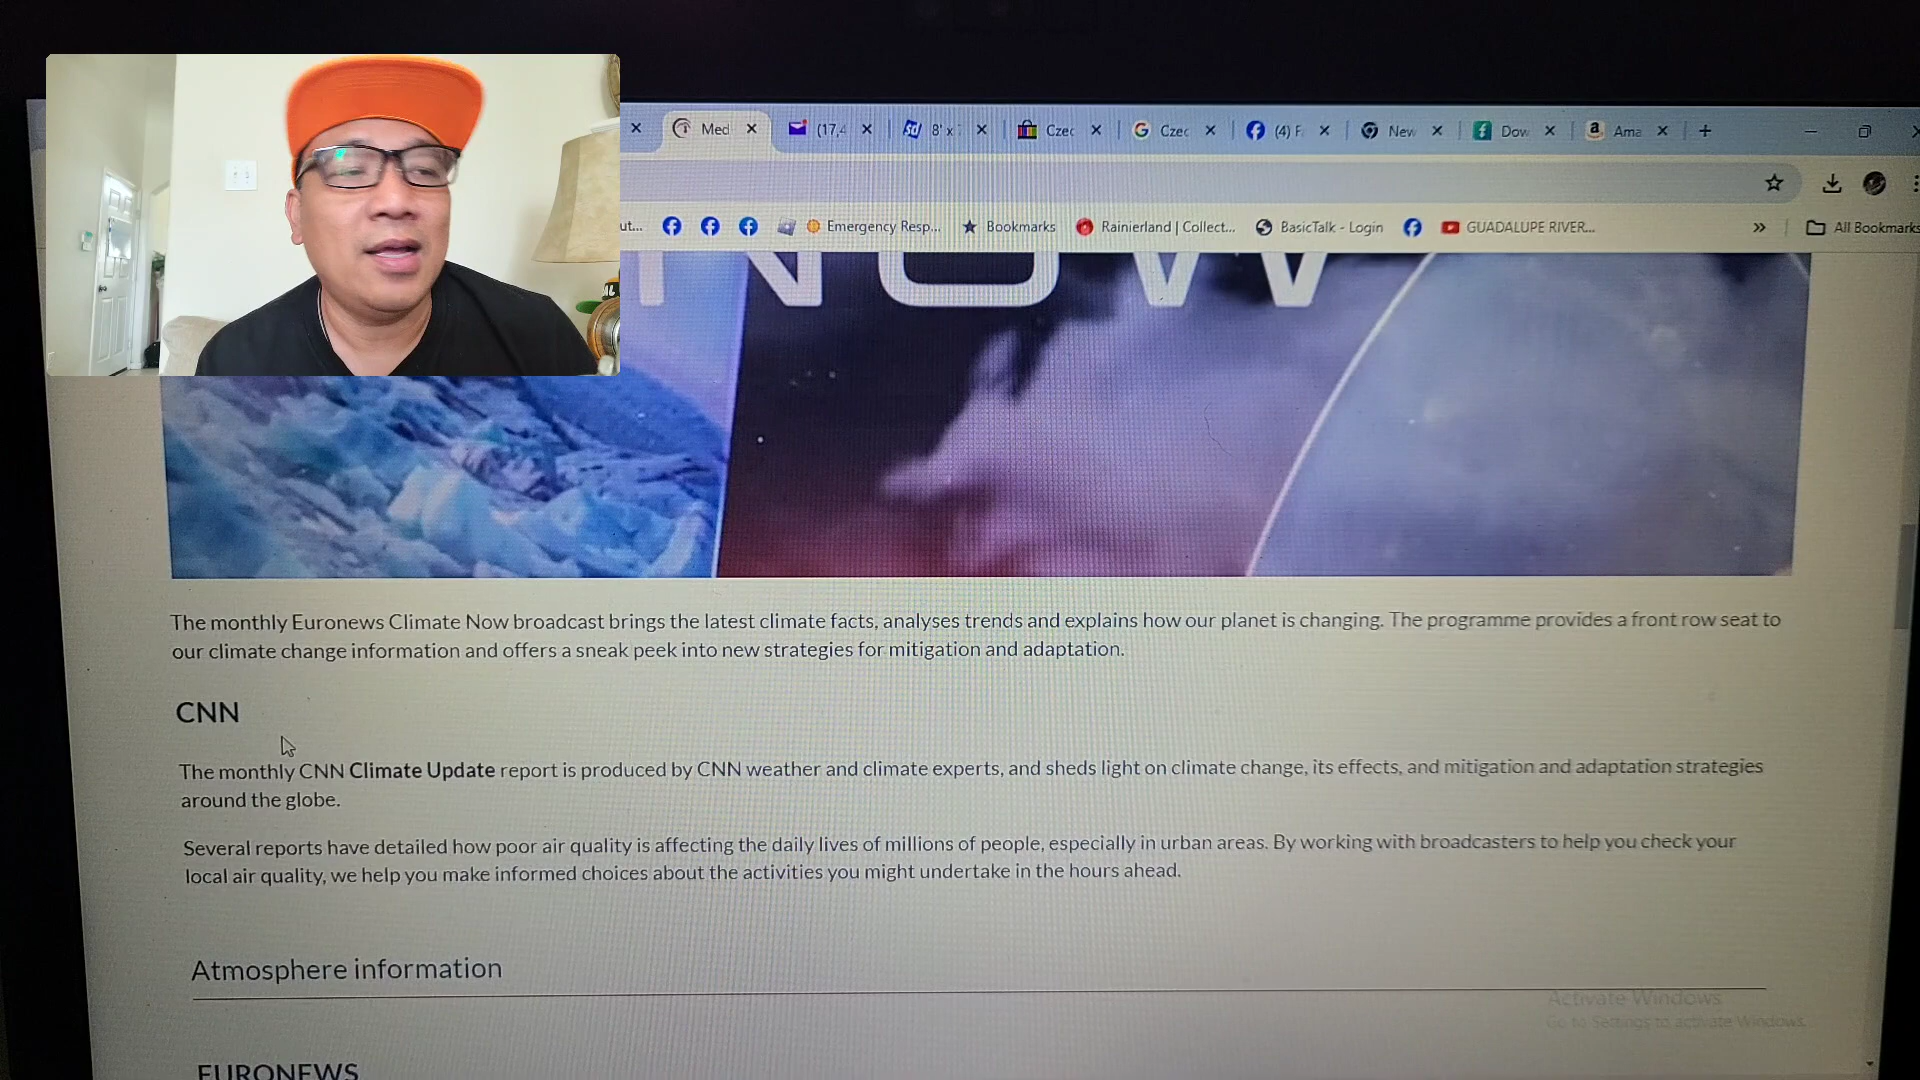 Med
(17,4
8' x
Czec
Czec
(4) F
New
Dow
Ama
ut...
Emergency Resp...
Bookmarks
Rainierland | Collect...
BasicTalk - Login
GUADALUPE RIVER...
»
All Bookmarks
NOW
The monthly Euronews Climate Now broadcast brings the latest climate facts, analyses trends and explains how our planet is changing. The programme provides a front row seat to
our climate change information and offers a sneak peek into new strategies for mitigation and adaptation.
CNN
The monthly CNN Climate Update report is produced by CNN weather and climate experts, and sheds light on climate change, its effects, and mitigation and adaptation strategies
around the globe.
Several reports have detailed how poor air quality is affecting the daily lives of millions of people, especially in urban areas. By working with broadcasters to help you check your
local air quality, we help you make informed choices about the activities you might undertake in the hours ahead.
Atmosphere information
Activate Windows
Go to Settings to activate Windows.
EURONEWS